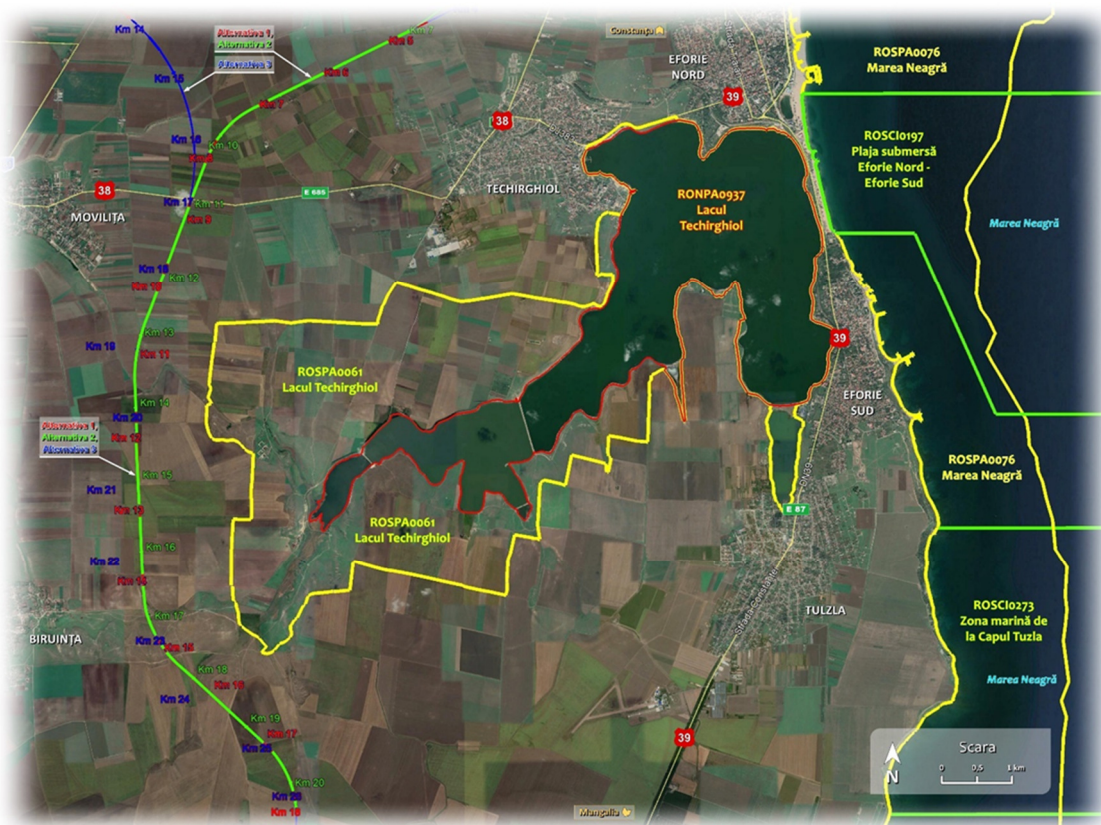 Km 14
Alternativa 1,
Alternativa 2
Alternativa 3
Km 5
Constanța
EFORIE
NORD
ROSPA0076
Marea Neagră
Km 15
Km 6
Km 7
39
38
Km 16
Km 10
ROSCI0197
Plaja submersă
Eforie Nord -
Eforie Sud
38
MOVILIȚA
E 685
TECHIRGHIOL
RONPA0937
Lacul
Techirghiol
Km 17
Km 9
Marea Neagră
Km 12
Km 13
Km 19
Km 11
39
ROSPA0061
Lacul Techirghiol
EFORIE
SUD
Km 14
Km 20
Alternativa 1,
Alternativa 2,
Alternativa 3
Km 12
ROSPA0076
Marea Neagră
Km 15
DN39
Km 21
Km 13
E 87
ROSPA0061
Lacul Techirghiol
Km 16
Km 22
TULZLA
ROSCI0273
Zona marină de
la Capul Tuzla
Km 17
BIRUINȚA
Km 23
Km 15
Km 18
Km 16
Marea Neagră
Km 24
Km 19
Km 17
Km 25
39
Scara
N
0 0,5 1 km
Km 20
Km 26
Km 18
Mangalia